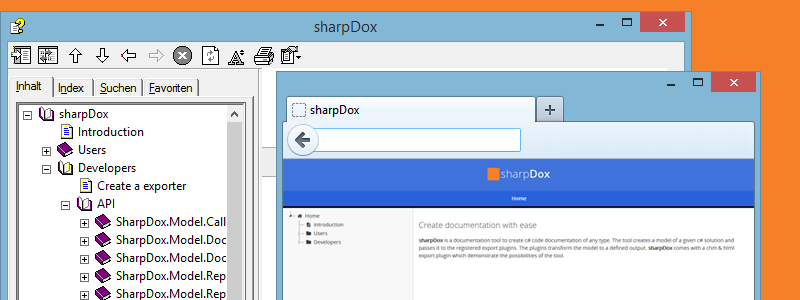 sharpDox
Inhalt Index Suchen Favoriten
sharpDox
Introduction
Users
Developers
Create a exporter
API
SharpDox.Model.Call
SharpDox.Model.Doc
SharpDox.Model.Doc
SharpDox.Model.Rep
SharpDox.Model.Rep
sharpDox
sharpDox
Home
Home
Introduction
Users
Developers
Create documentation with ease
sharpDox is a documentation tool to create c# code documentation of any type. The tool creates a model of a given c# solution and
passes it to the registered export plugins. The plugins transform the model to a defined output. sharpDox comes with a chm & html
export plugin which demonstrate the possibilities of the tool.